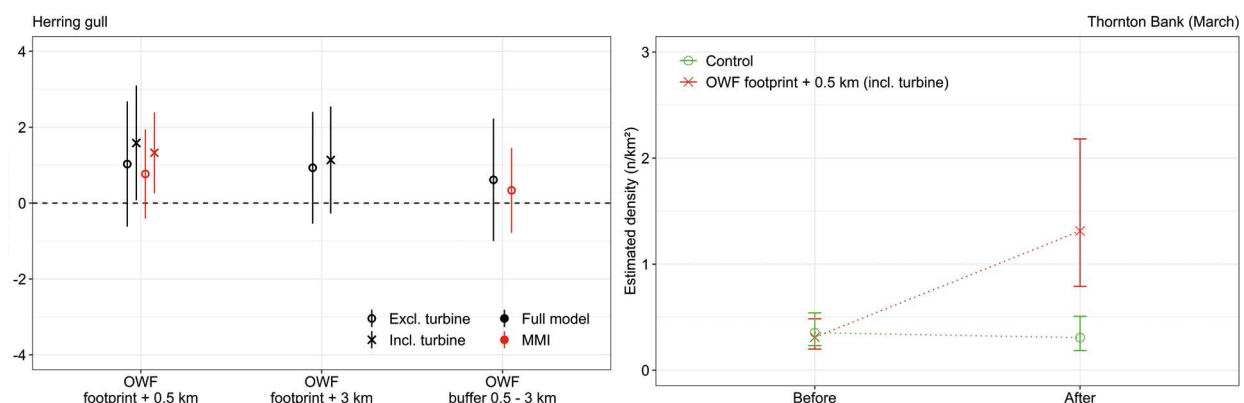 Herring gull
4
2
0
-2
-4
Excl. turbine
Incl. turbine
Full model
MMI
OWF
footprint + 0.5 km
OWF
footprint + 3 km
OWF
buffer 0.5 - 3 km
Thornton Bank (March)
Estimated density (n/km²)
3
2
1
0
Control
OWF footprint + 0.5 km (incl. turbine)
Before
After